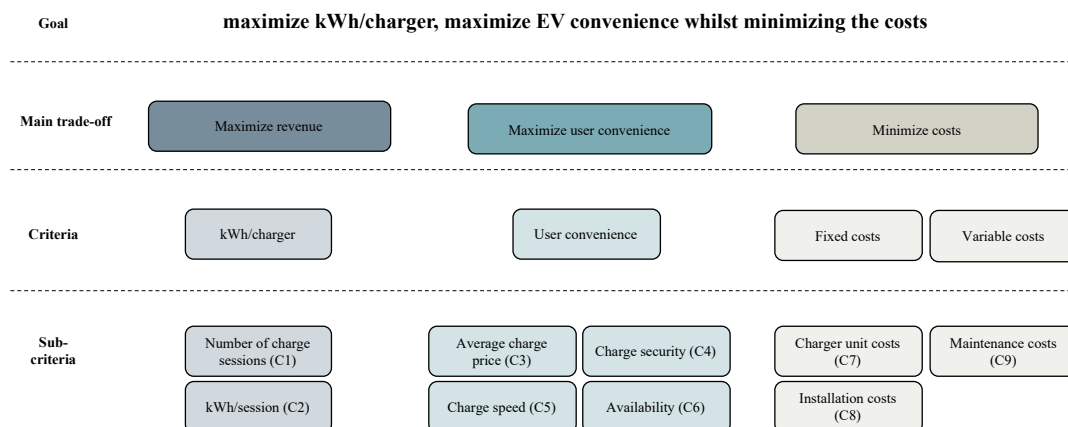 Goal
maximize kWh/charger, maximize EV convenience whilst minimizing the costs
Main trade-off
Maximize revenue
Maximize user convenience
Minimize costs
Criteria
kWh/charger
User convenience
Fixed costs
Variable costs
Sub-
criteria
Number of charge
sessions (C1)
Average charge
price (C3)
Charge security (C4)
Charger unit costs
(C7)
Maintenance costs
(C9)
kWh/session (C2)
Charge speed (C5)
Availability (C6)
Installation costs
(C8)